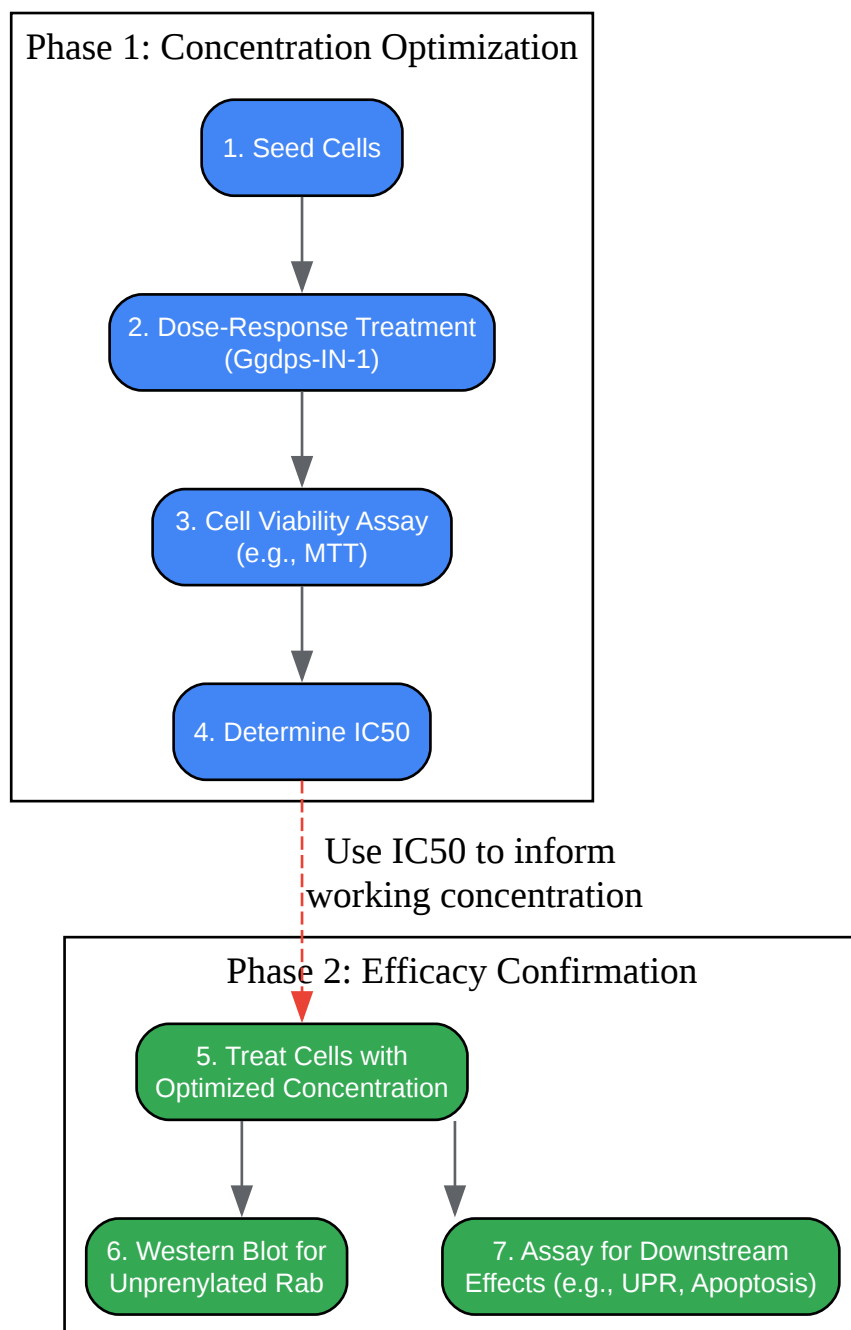 Phase 1: Concentration Optimization
1. Seed Cells
2. Dose-Response Treatment
(Ggdps-IN-1)
3. Cell Viability Assay
(e.g., MTT)
4. Determine IC50
Use IC50 to inform
working concentration
Phase 2: Efficacy Confirmation
5. Treat Cells with
Optimized Concentration
6. Western Blot for
Unprenylated Rab
7. Assay for Downstream
Effects (e.g., UPR, Apoptosis)